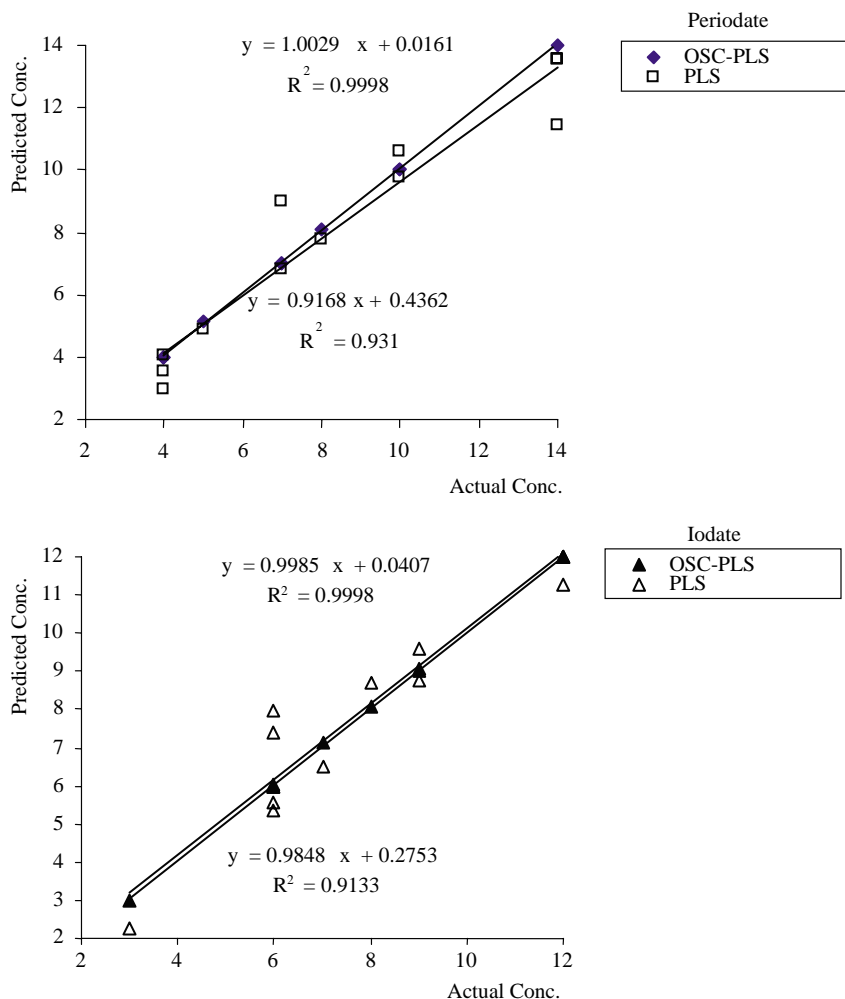 Periodate
OSC-PLS
PLS
y = 1.0029 x + 0.0161
R2 = 0.9998
Predicted Conc.
14
12
10
8
6
4
2
y = 0.9168 x + 0.4362
R2 = 0.931
2 4 6 8 10 12 14
Actual Conc.
Iodate
OSC-PLS
PLS
y = 0.9985 x + 0.0407
R2 = 0.9998
Predicted Conc.
12
11
10
9
8
7
6
5
4
3
2
y = 0.9848 x + 0.2753
R2 = 0.9133
2 4 6 8 10 12
Actual Conc.